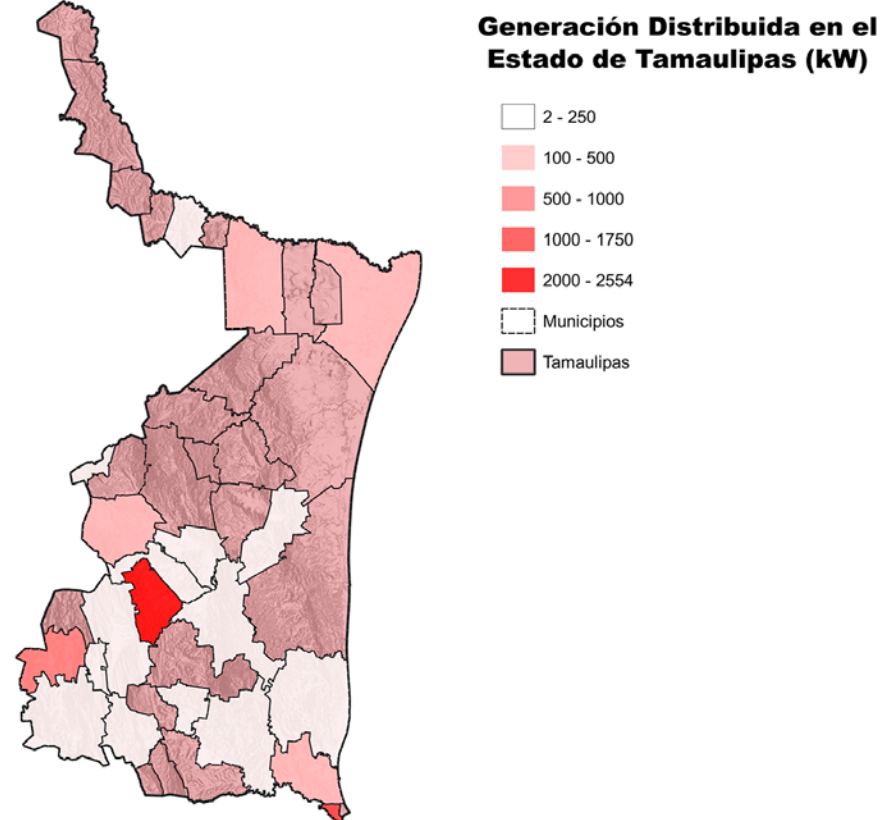 Generación Distribuida en el
Estado de Tamaulipas (kW)
2 - 250
100 - 500
500 - 1000
1000 - 1750
2000 - 2554
Municipios
Tamaulipas